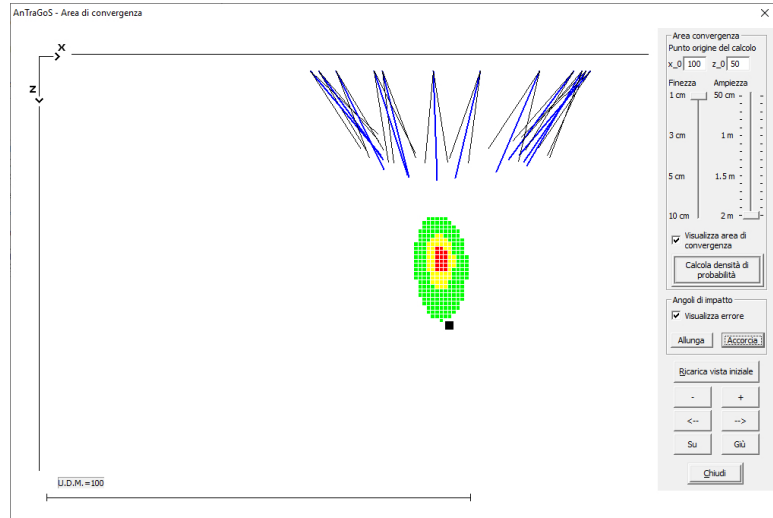 AnTraGoS - Area di convergenza
X
Z
U.D.M.=100
Area convergenza
Punto origine del calcolo
x_0 100 z_0 50
Finezza Ampiezza
1 cm 50 cm
3 cm 1 m
5 cm 1.5 m
10 cm 2 m
Visualizza area di
convergenza
Calcola densità di
probabilità
Angoli di impatto
Visualizza errore
Allunga Accorcia
Ricarica vista iniziale
- +
<-- -->
Su Giù
Chiudi